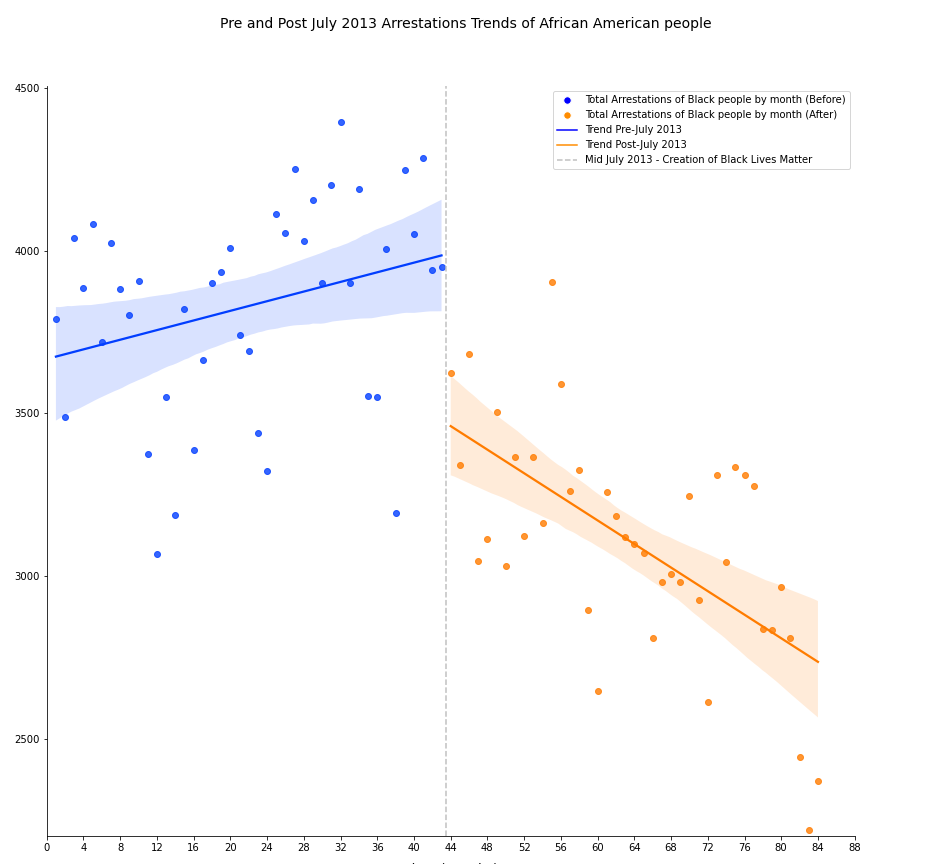 Pre and Post July 2013 Arrestations Trends of African American people
4500
4000
3500
3000
2500
Total Arrestations of Black people by month (Before)
Total Arrestations of Black people by month (After)
Trend Pre-July 2013
Trend Post-July 2013
Mid July 2013 - Creation of Black Lives Matter
0 4 8 12 16 20 24 28 32 36 40 44 48 52 56 60 64 68 72 76 80 84 88